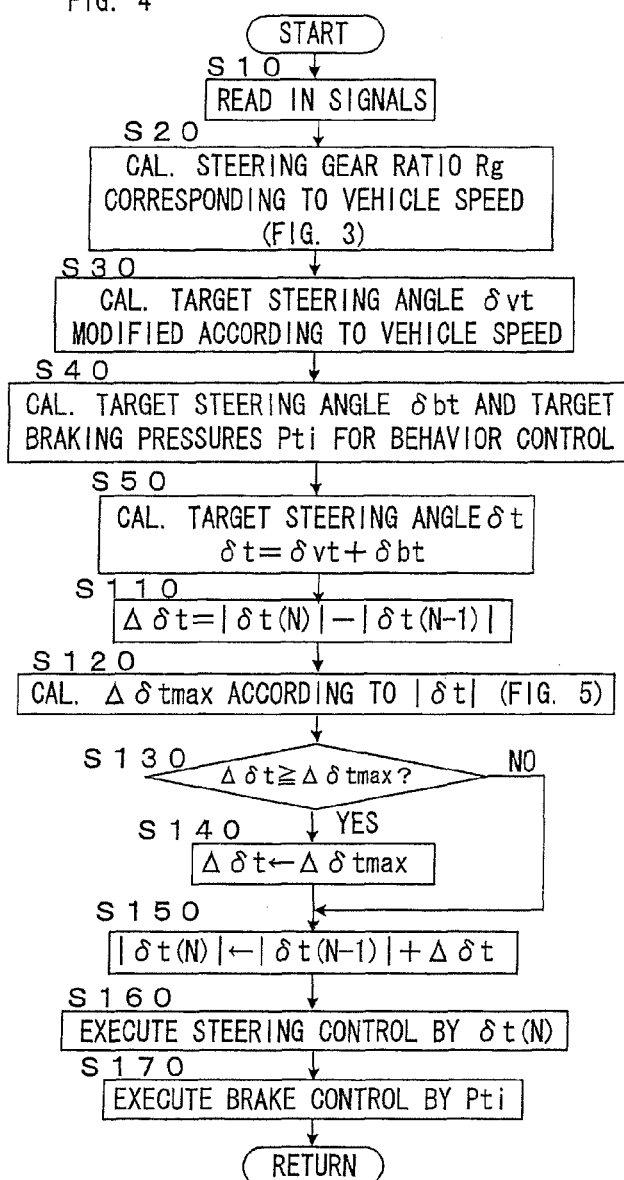 FIG. 4
START
S10
READ IN SIGNALS
S20
CAL. STEERING GEAR RATIO Rg
CORRESPONDING TO VEHICLE SPEED
(FIG. 3)
S30
CAL. TARGET STEERING ANGLE δvt
MODIFIED ACCORDING TO VEHICLE SPEED
S40
CAL. TARGET STEERING ANGLE δbt AND TARGET
BRAKING PRESSURES Pti FOR BEHAVIOR CONTROL
S50
CAL. TARGET STEERING ANGLE δt
δt=δvt+δbt
S110
Δδt=|δt(N)|−|δt(N-1)|
S120
CAL. Δδtmax ACCORDING TO |δt| (FIG. 5)
S130
Δδt≧Δδtmax?
NO
YES
S140
Δδt←Δδtmax
S150
|δt(N)|←|δt(N-1)|+Δδt
S160
EXECUTE STEERING CONTROL BY δt(N)
S170
EXECUTE BRAKE CONTROL BY Pti
RETURN